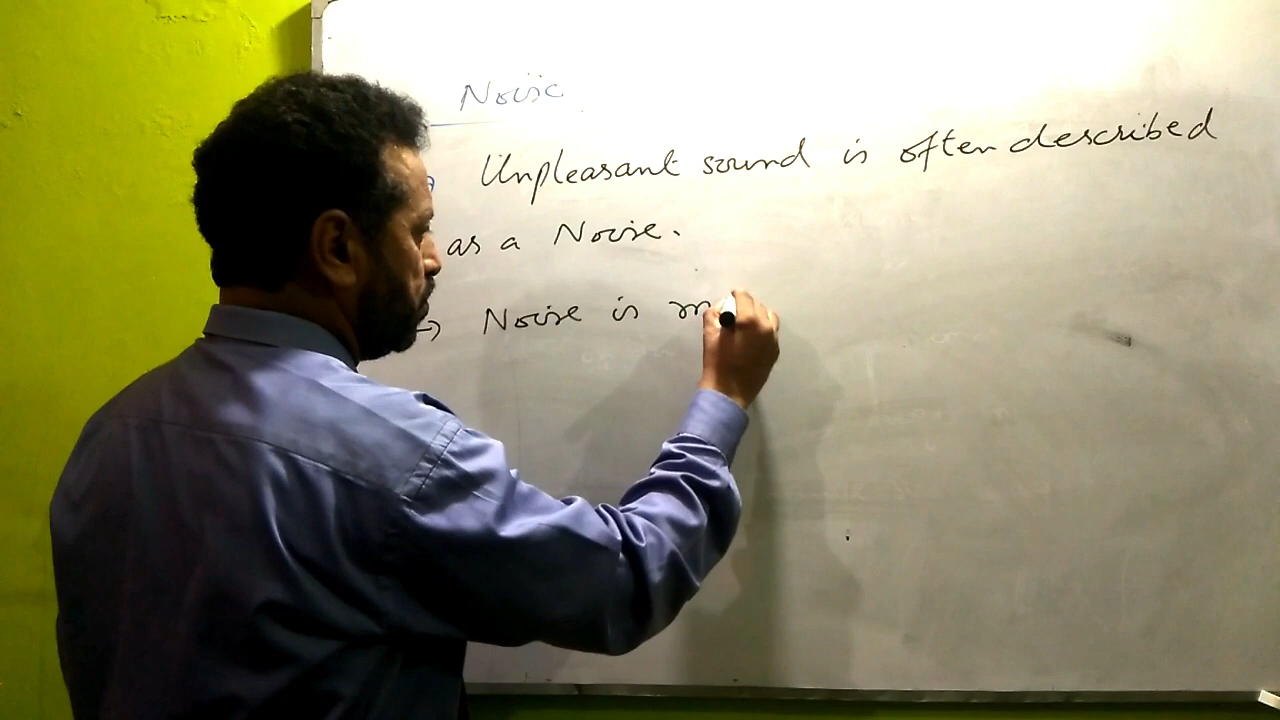 Noise
Unpleasant sound is often described
as a Noise.
→ Noise is m